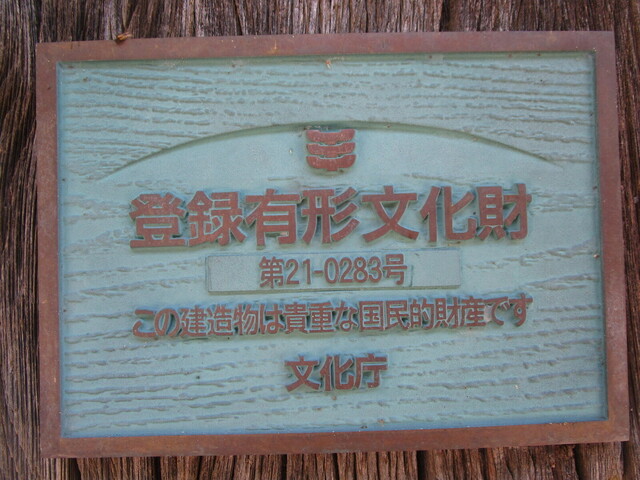 登録有形文化財
第21-0283号
この建造物は貴重な国民的財産です
文化庁